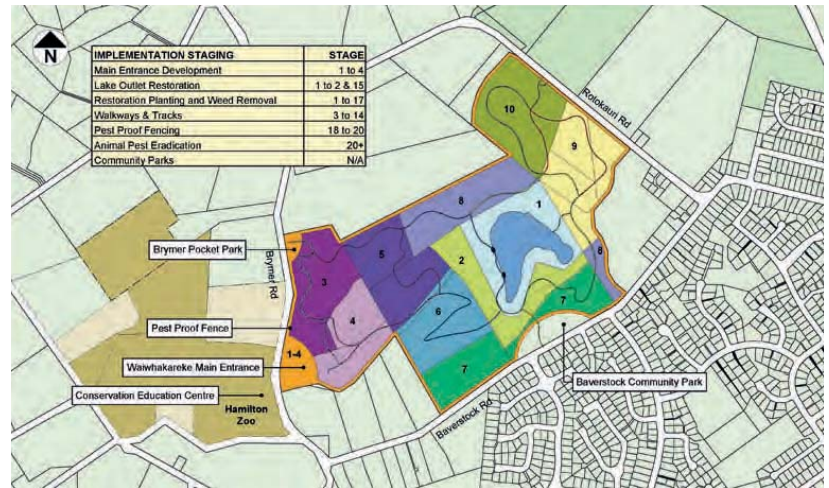 N
IMPLEMENTATION STAGING STAGE
Main Entrance Development 1 to 4
Lake Outlet Restoration 1 to 2 & 15
Restoration Planting and Weed Removal 1 to 17
Walkways & Tracks 3 to 14
Pest Proof Fencing 18 to 20
Animal Pest Eradication 20+
Community Parks N/A
Rotokauri Rd
10
9
8
1
Brymer Pocket Park
Brymer Rd
5
3
2
8
4
6
7
Pest Proof Fence
1-4
Waiwhakareke Main Entrance
7
Conservation Education Centre
Baverstock Community Park
Hamilton
Zoo
Baverstock Rd